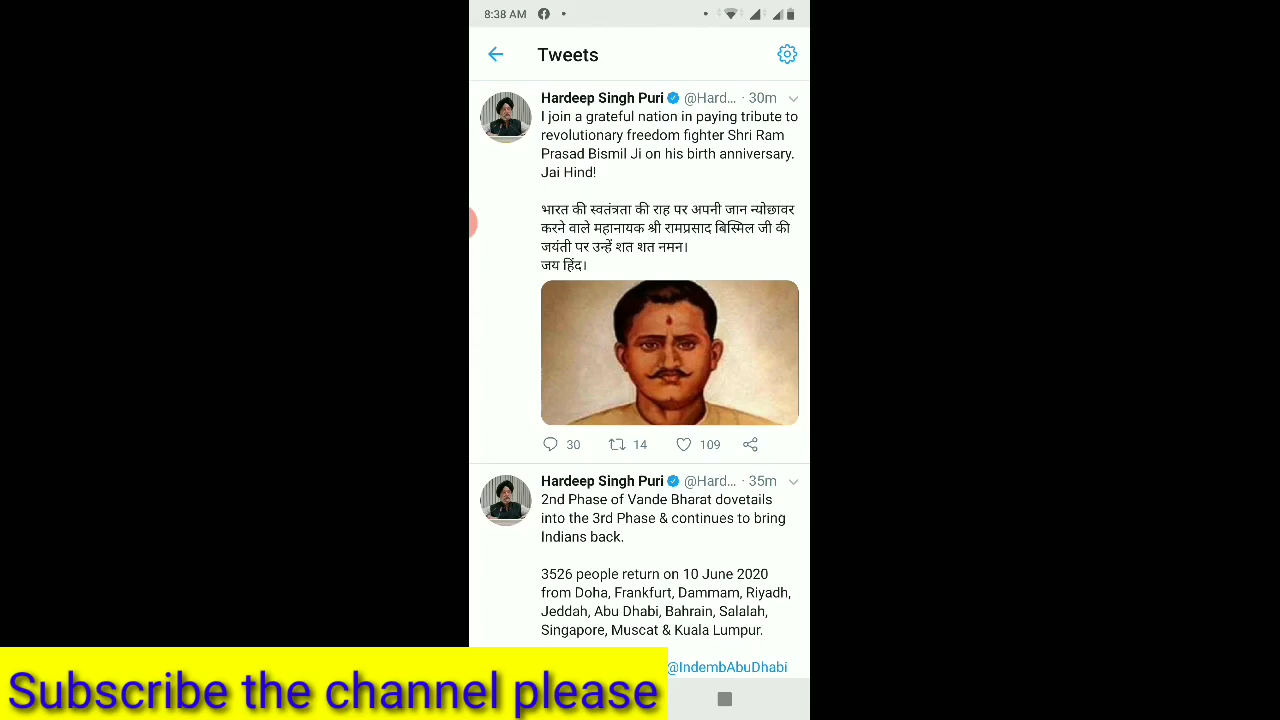 8:38 AM
Tweets
Hardeep Singh Puri @Hard... · 30m
I join a grateful nation in paying tribute to
revolutionary freedom fighter Shri Ram
Prasad Bismil Ji on his birth anniversary.
Jai Hind!
भारत की स्वतंत्रता की राह पर अपनी जान न्योछावर
करने वाले महानायक श्री रामप्रसाद बिस्मिल जी की
जयंती पर उन्हें शत शत नमन।
जय हिंद।
30 14 109
Hardeep Singh Puri @Hard... · 35m
2nd Phase of Vande Bharat dovetails
into the 3rd Phase & continues to bring
Indians back.
3526 people return on 10 June 2020
from Doha, Frankfurt, Dammam, Riyadh,
Jeddah, Abu Dhabi, Bahrain, Salalah,
Singapore, Muscat & Kuala Lumpur.
@IndembAbuDhabi
Subscribe the channel please